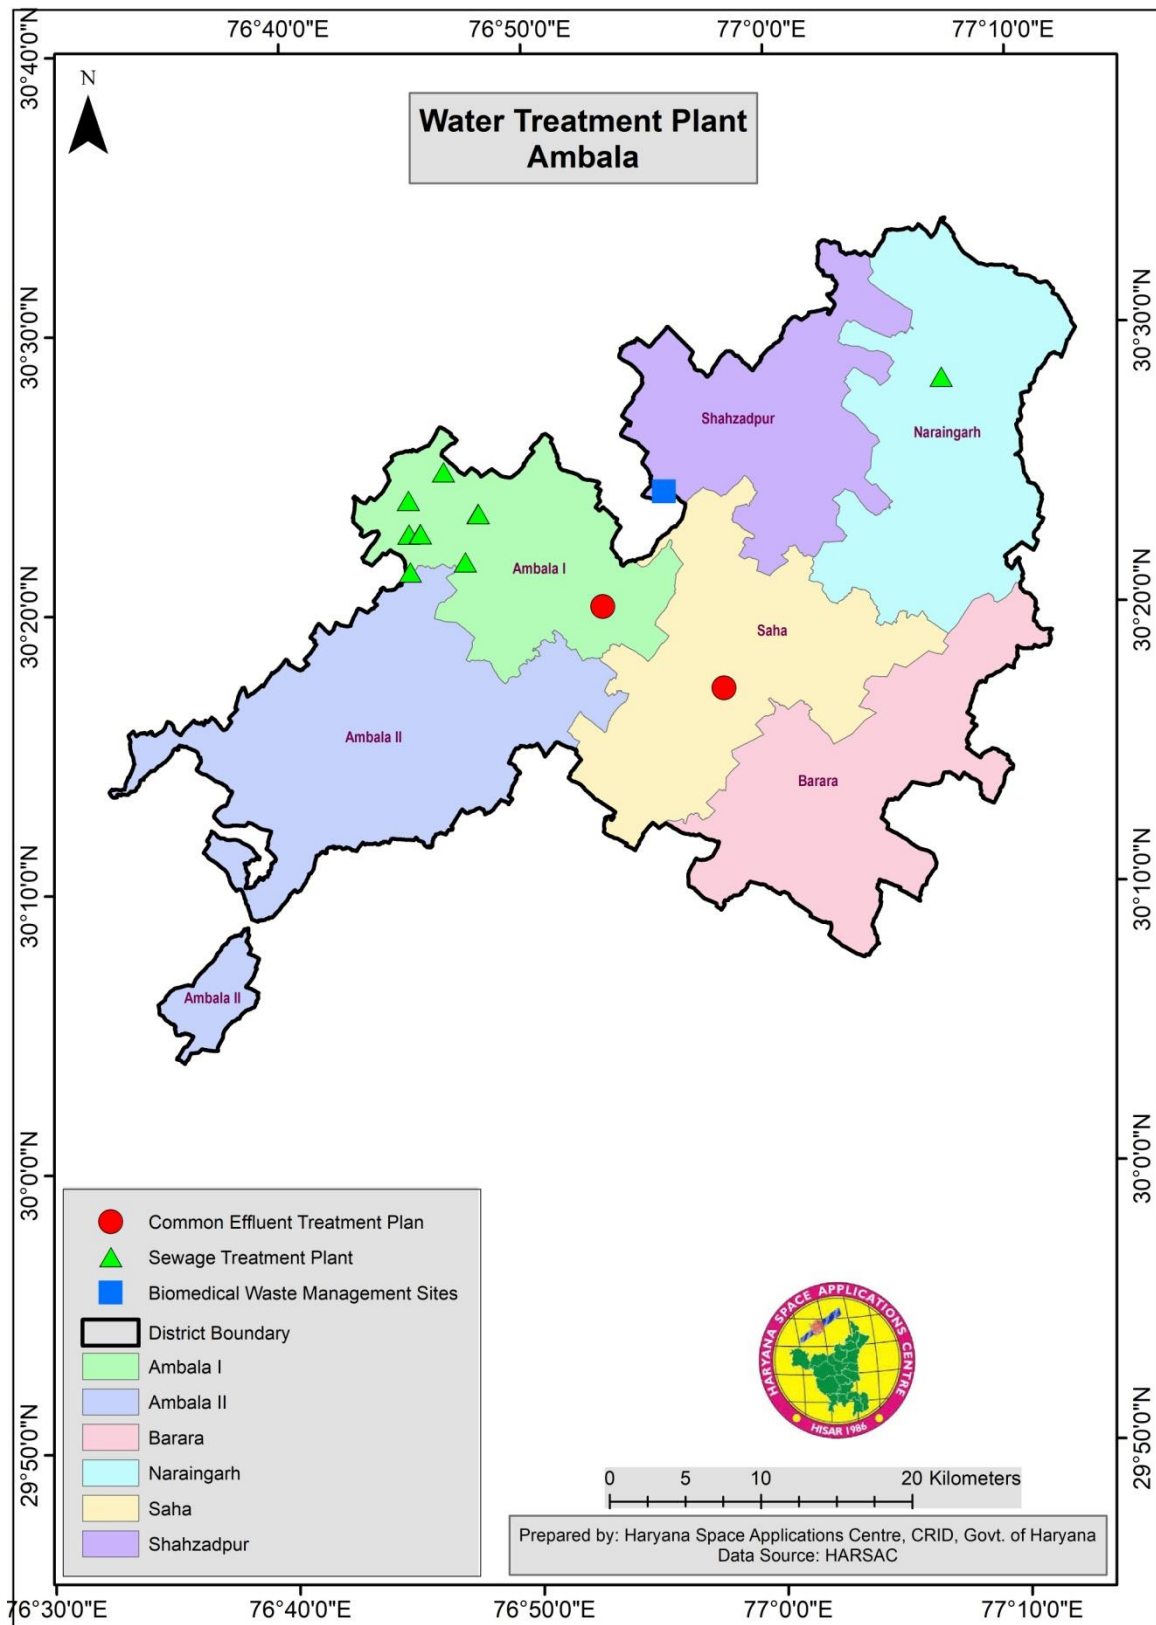 76°40'0"E 76°50'0"E 77°0'0"E 77°10'0"E
30°40'0"N
N
Water Treatment Plant
Ambala
30°30'0"N
30°30'0"N
Shahzadpur
Naraingarh
Ambala I
30°20'0"N
30°20'0"N
Saha
Ambala II
Barara
30°10'0"N
30°10'0"N
Ambala II
30°0'0"N
30°0'0"N
Common Effluent Treatment Plan
Sewage Treatment Plant
Biomedical Waste Management Sites
District Boundary
Ambala I
Ambala II
Barara
Naraingarh
Saha
Shahzadpur
HARYANA SPACE APPLICATIONS CENTRE
HISAR 1986
29°50'0"N
29°50'0"N
0 5 10 20 Kilometers
Prepared by: Haryana Space Applications Centre, CRID, Govt. of Haryana
Data Source: HARSAC
76°30'0"E 76°40'0"E 76°50'0"E 77°0'0"E 77°10'0"E